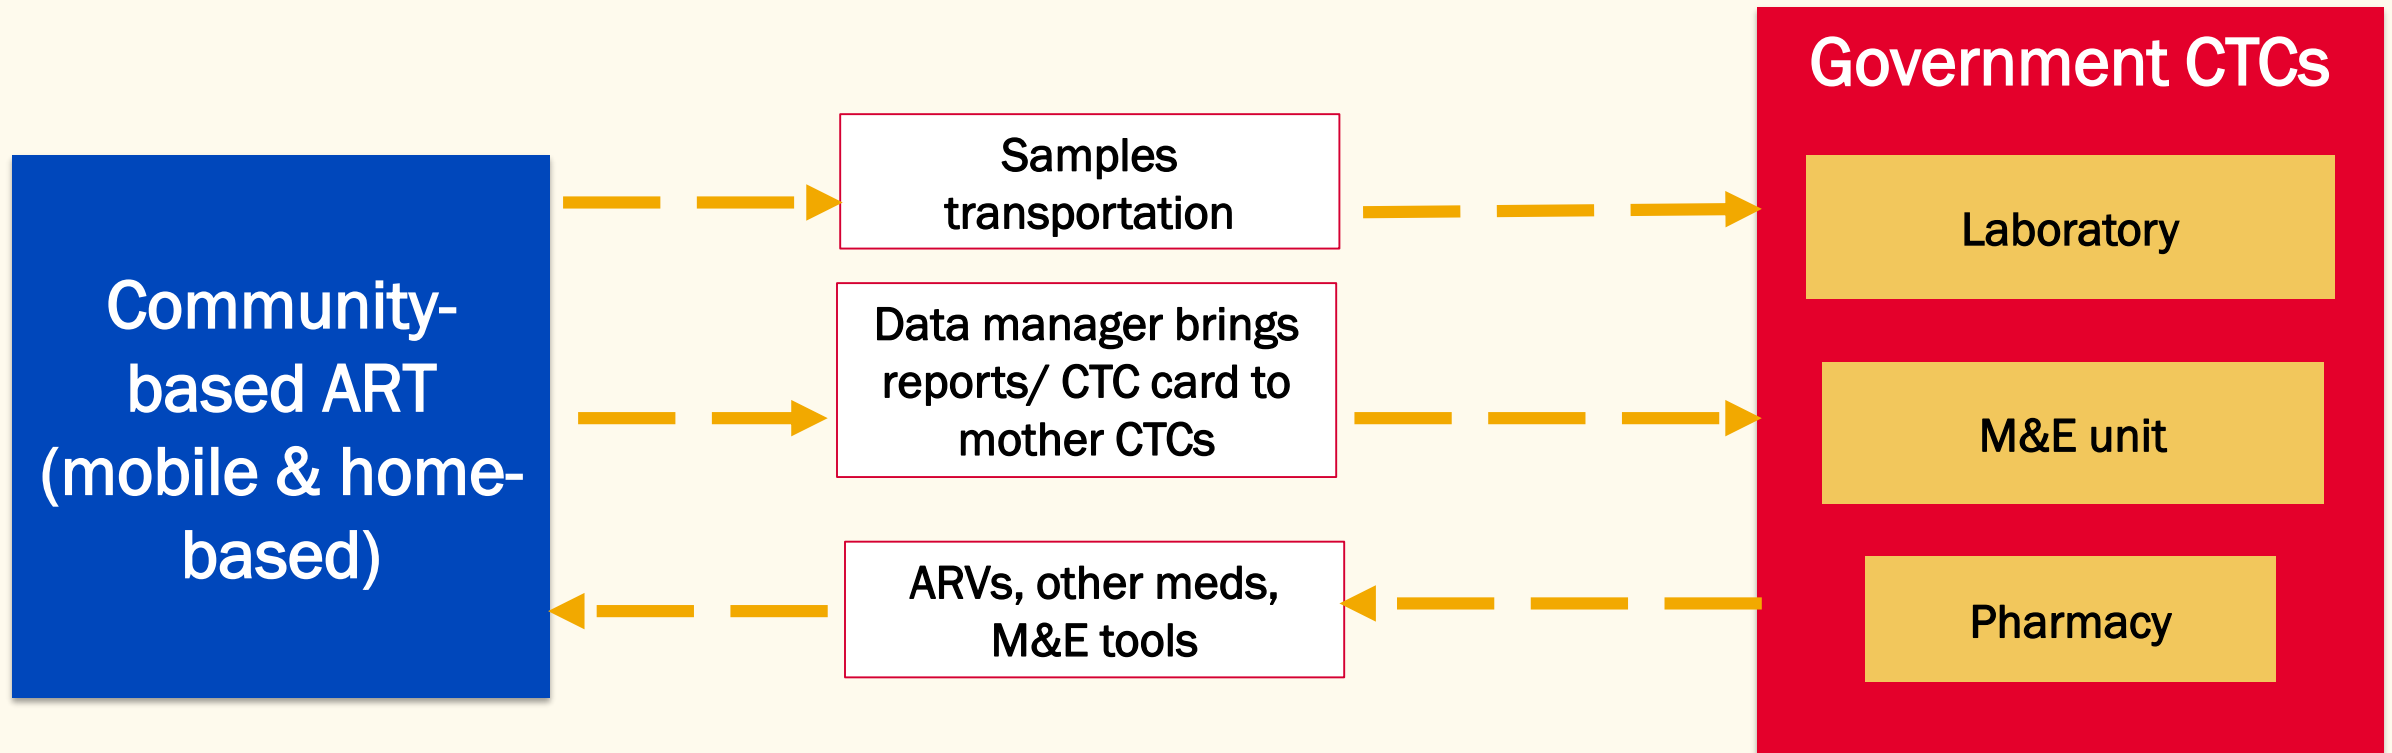 Government CTCs
Samples
transportation
Laboratory
Community-
based ART
(mobile & home-
based)
Data manager brings
reports/ CTC card to
mother CTCs
M&E unit
ARVs, other meds,
M&E tools
Pharmacy